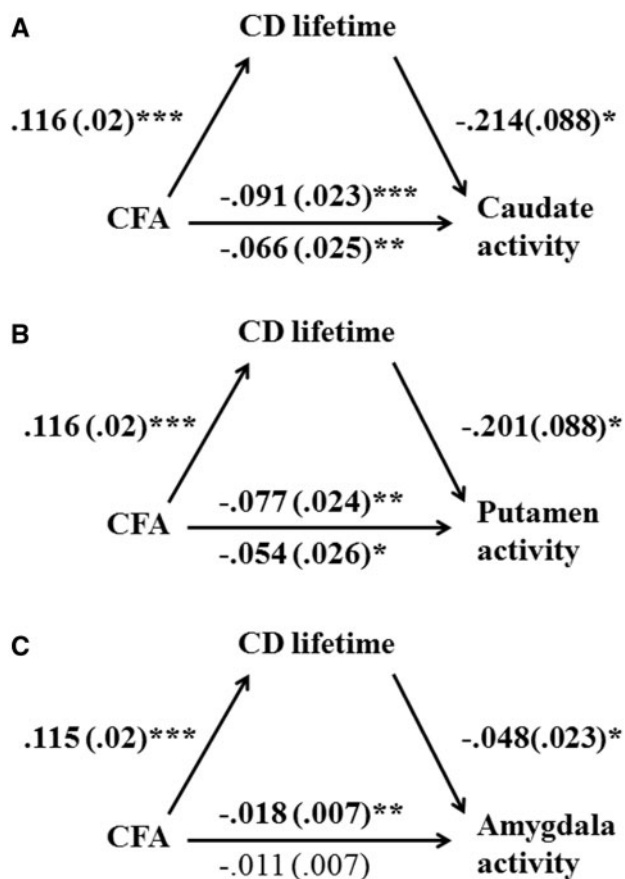 A
CD lifetime
.116 (.02)***
-.214(.088)*
-.091 (.023)***
CFA
Caudate
activity
-.066 (.025)**
B
CD lifetime
.116 (.02)***
-.201(.088)*
-.077 (.024)**
CFA
Putamen
activity
-.054 (.026)*
C
CD lifetime
.115 (.02)***
-.048(.023)*
-.018 (.007)**
CFA
Amygdala
activity
-.011 (.007)